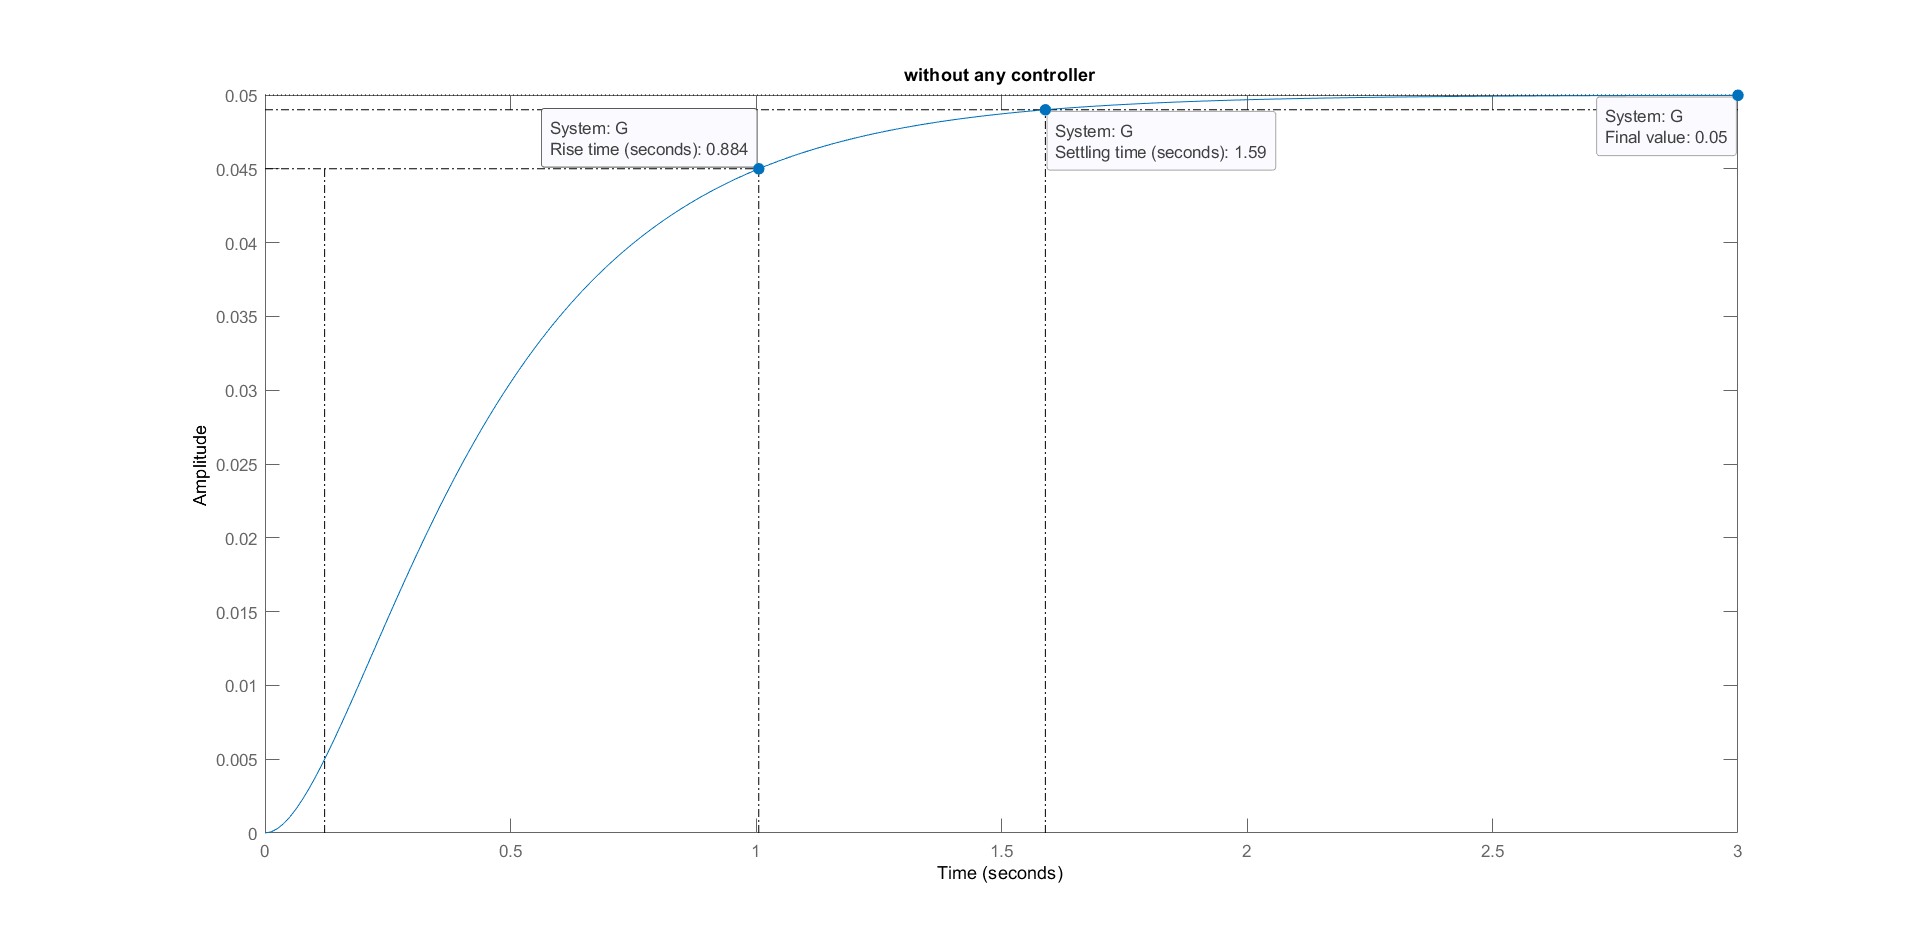 without any controller
0.05
0.045
0.04
0.035
0.03
0.025
0.02
0.015
0.01
0.005
0
Amplitude
System: G
Rise time (seconds): 0.884
System: G
Settling time (seconds): 1.59
System: G
Final value: 0.05
0 0.5 1 1.5 2 2.5 3
Time (seconds)